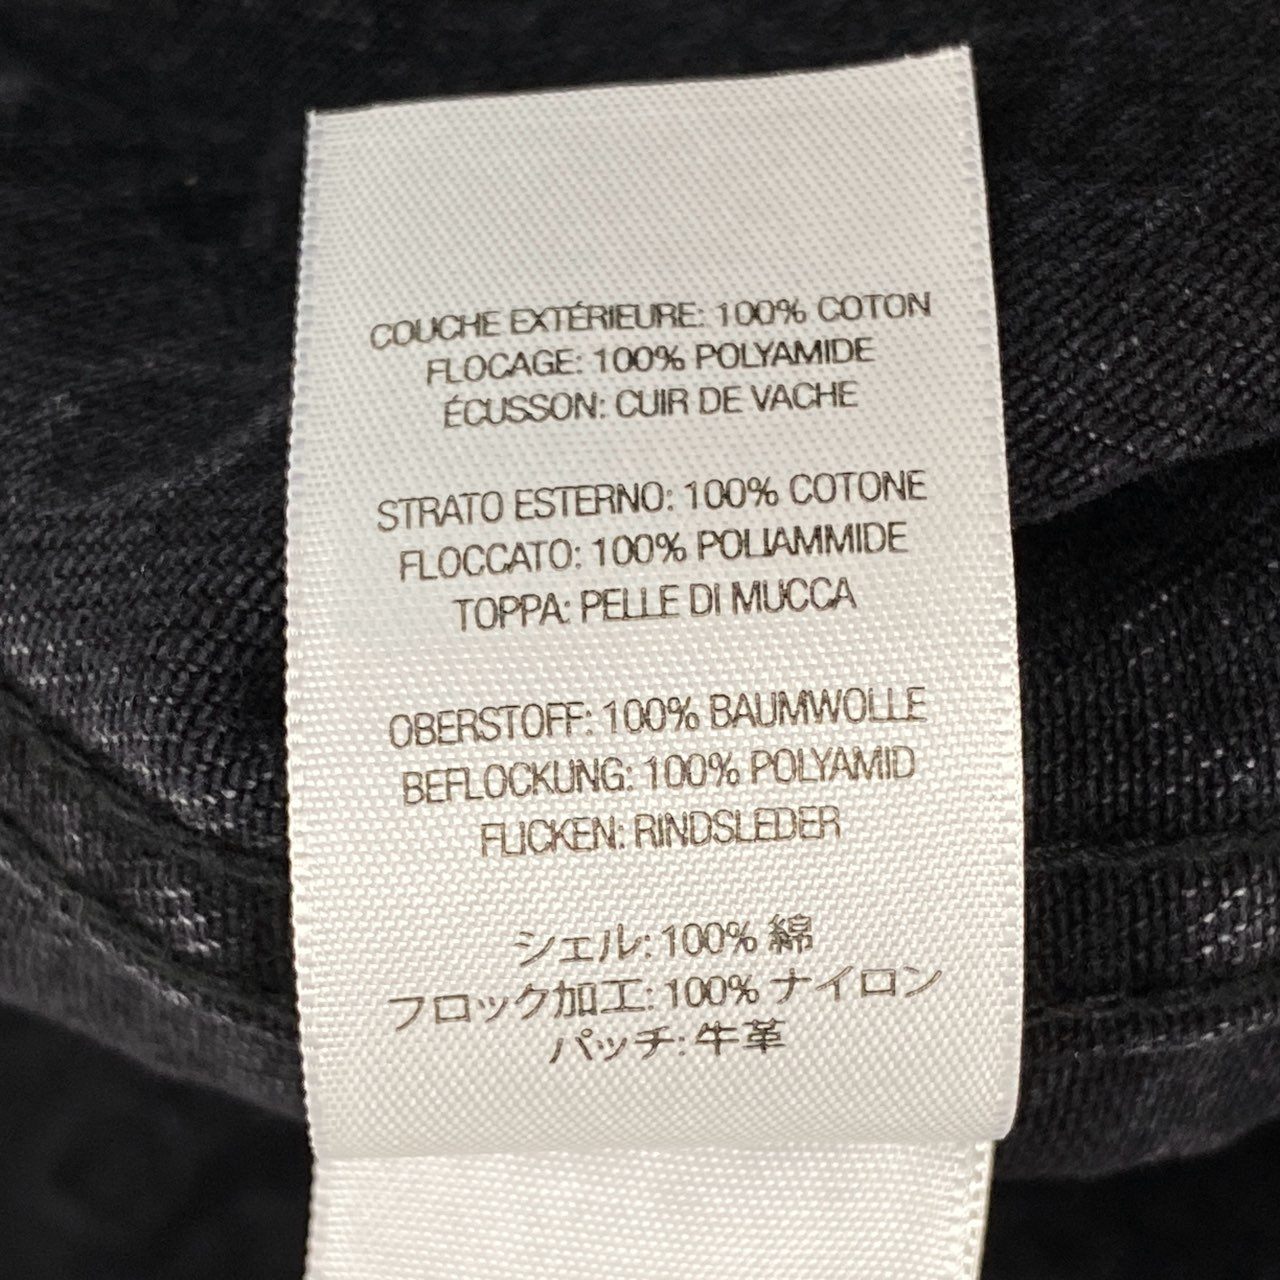 COUCHE EXTÉRIEURE: 100% COTON
FLOCAGE: 100% POLYAMIDE
ÉCUSSON: CUIR DE VACHE
STRATO ESTERNO: 100% COTONE
FLOCCATO: 100% POLIAMMIDE
TOPPA: PELLE DI MUCCA
OBERSTOFF: 100% BAUMWOLLE
BEFLOCKUNG: 100% POLYAMID
FLICKEN: RINDSLEDER
シェル: 100% 綿
フロック加工: 100% ナイロン
パッチ: 牛革